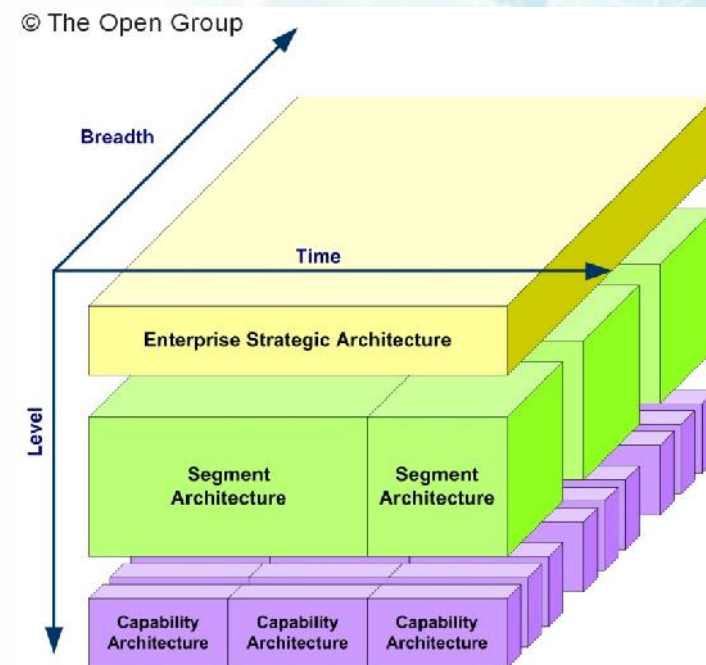 © The Open Group
Breadth
Time
Enterprise Strategic Architecture
Level
Segment
Architecture
Segment
Architecture
Capability
Architecture
Capability
Architecture
Capability
Architecture